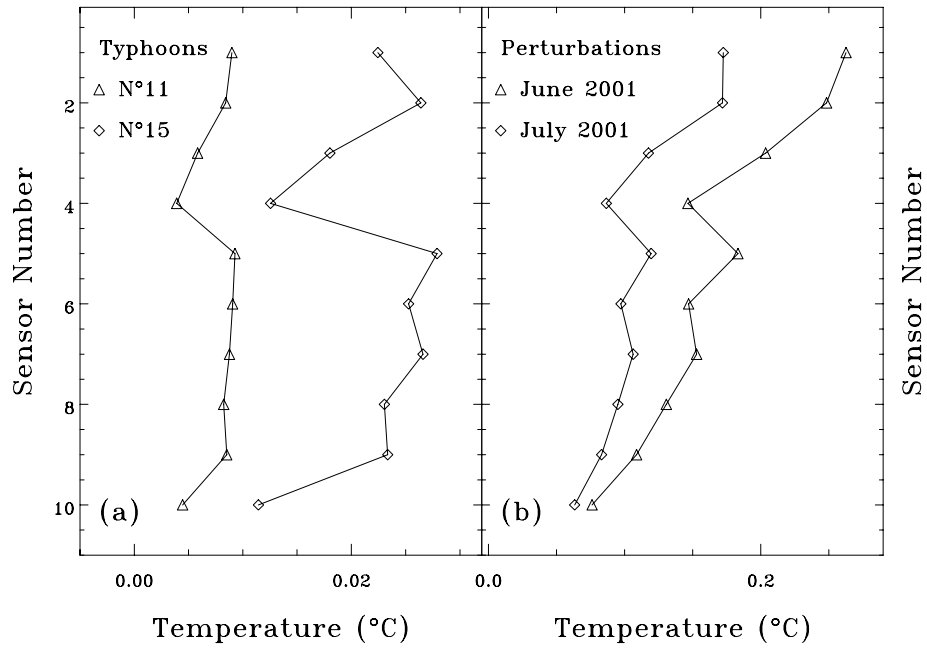 Typhoons
N°11
N°15
Perturbations
June 2001
July 2001
Sensor Number
2
4
6
8
10
Sensor Number
(a)
(b)
0.00
0.02
0.0
0.2
Temperature (°C)
Temperature (°C)